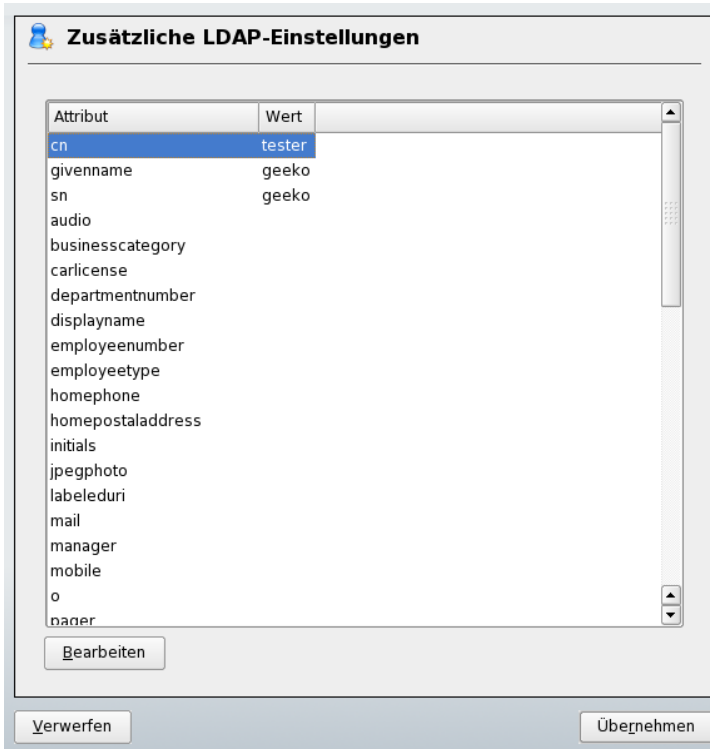 Zusätzliche LDAP-Einstellungen
Attribut Wert
cn tester
givenname geeko
sn geeko
audio
businesscategory
carlicense
departmentnumber
displayname
employeenumber
employeetype
homephone
homepostaladdress
initials
jpegphoto
labeleduri
mail
manager
mobile
o
pager
Bearbeiten
Verwerfen Übernehmen